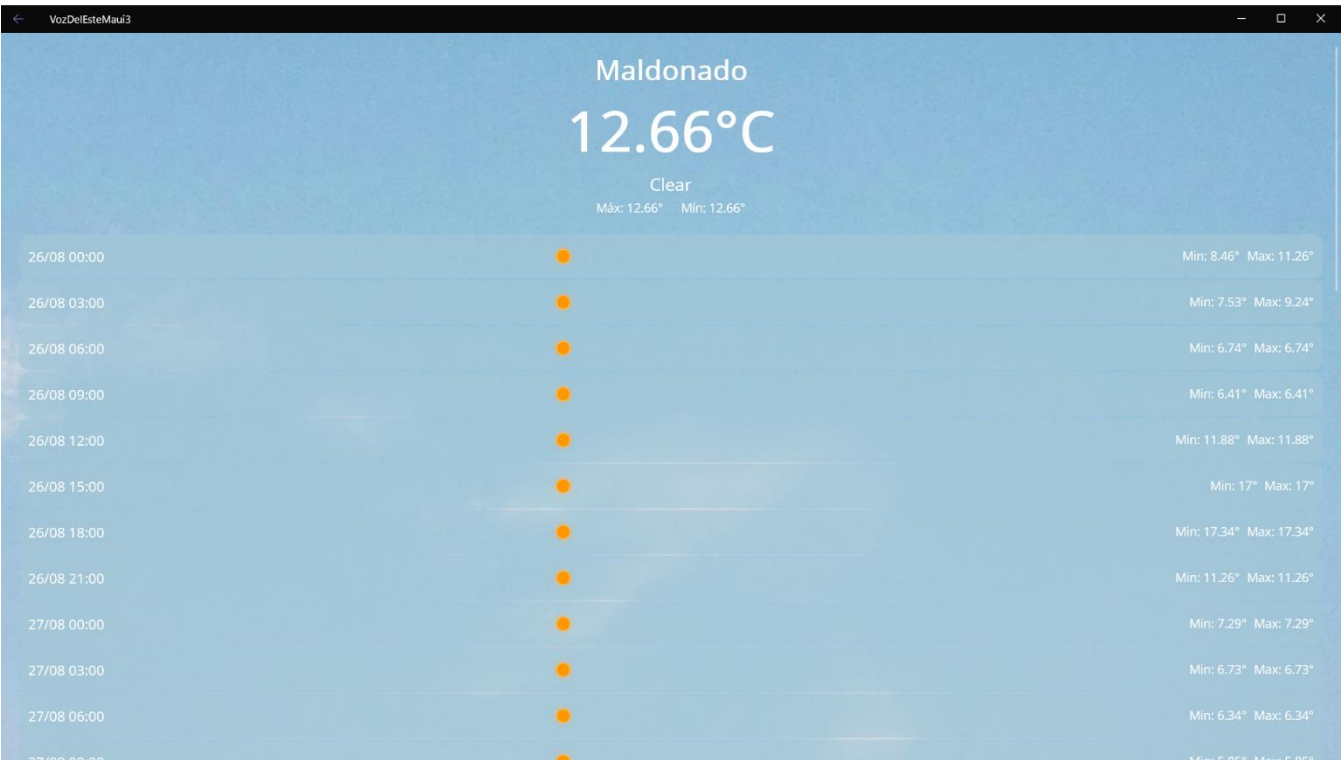 VozDelEsteMaui3
Maldonado
12.66°C
Clear
Máx: 12.66° Mín: 12.66°
26/08 00:00 Min: 8.46° Max: 11.26°
26/08 03:00 Min: 7.53° Max: 9.24°
26/08 06:00 Min: 6.74° Max: 6.74°
26/08 09:00 Min: 6.41° Max: 6.41°
26/08 12:00 Min: 11.88° Max: 11.88°
26/08 15:00 Min: 17° Max: 17°
26/08 18:00 Min: 17.34° Max: 17.34°
26/08 21:00 Min: 11.26° Max: 11.26°
27/08 00:00 Min: 7.29° Max: 7.29°
27/08 03:00 Min: 6.73° Max: 6.73°
27/08 06:00 Min: 6.34° Max: 6.34°